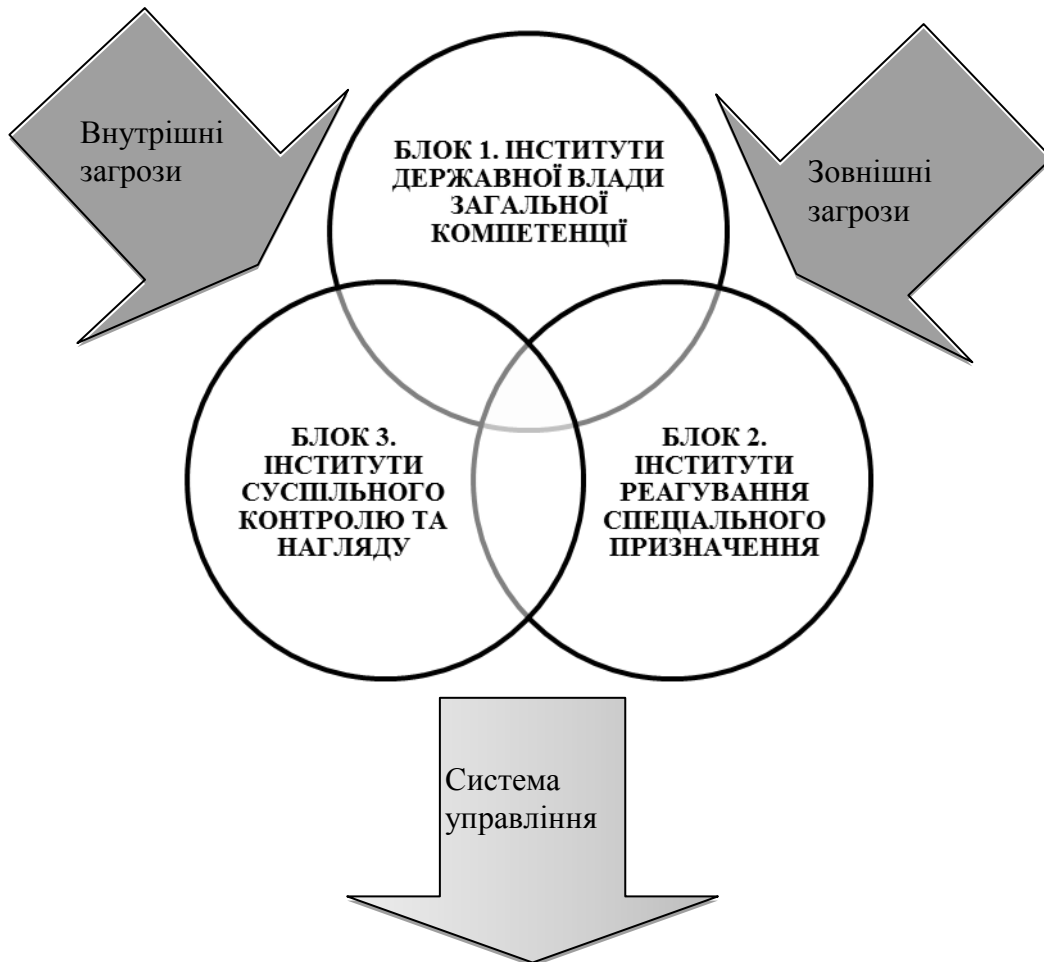 Внутрішні
загрози
БЛОК 1. ІНСТИТУТИ
ДЕРЖАВНОЇ ВЛАДИ
ЗАГАЛЬНОЇ
КОМПЕТЕНЦІЇ
Зовнішні
загрози
БЛОК 3.
ІНСТИТУТИ
СУСПІЛЬНОГО
КОНТРОЛЮ ТА
НАГЛЯДУ
БЛОК 2.
ІНСТИТУТИ
РЕАГУВАННЯ
СПЕЦІАЛЬНОГО
ПРИЗНАЧЕННЯ
Система
управління